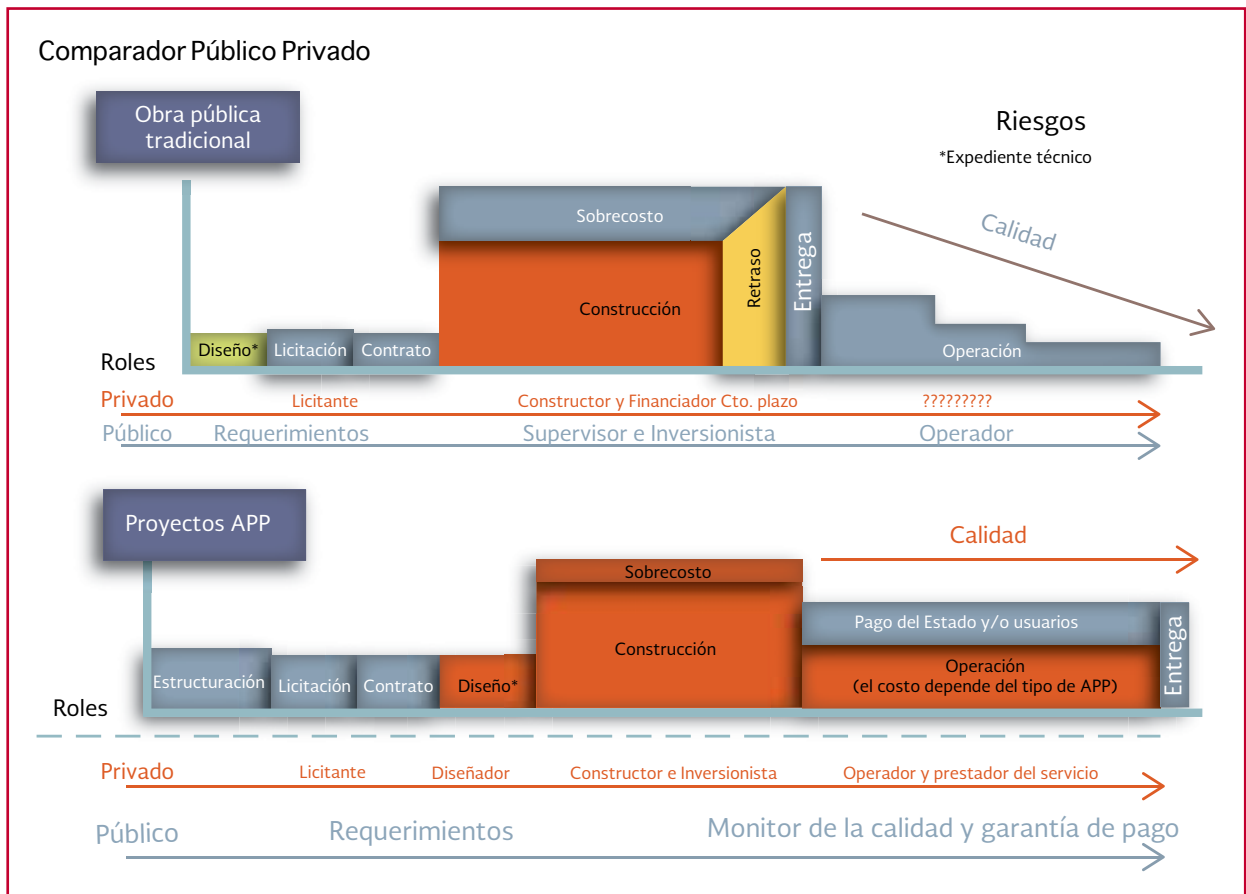 Comparador Público Privado
Obra pública
tradicional
Riesgos
*Expediente técnico
Calidad
Sobrecosto
Construcción
Retraso
Entrega
Diseño*
Licitación
Contrato
Operación
Roles
Privado
Licitante
Constructor y Financiador Cto. plazo
?????????
Público
Requerimientos
Supervisor e Inversionista
Operador
Proyectos APP
Calidad
Sobrecosto
Construcción
Pago del Estado y/o usuarios
Operación
(el costo depende del tipo de APP)
Entrega
Estructuración
Licitación
Contrato
Diseño*
Roles
Privado
Licitante
Diseñador
Constructor e Inversionista
Operador y prestador del servicio
Público
Requerimientos
Monitor de la calidad y garantía de pago